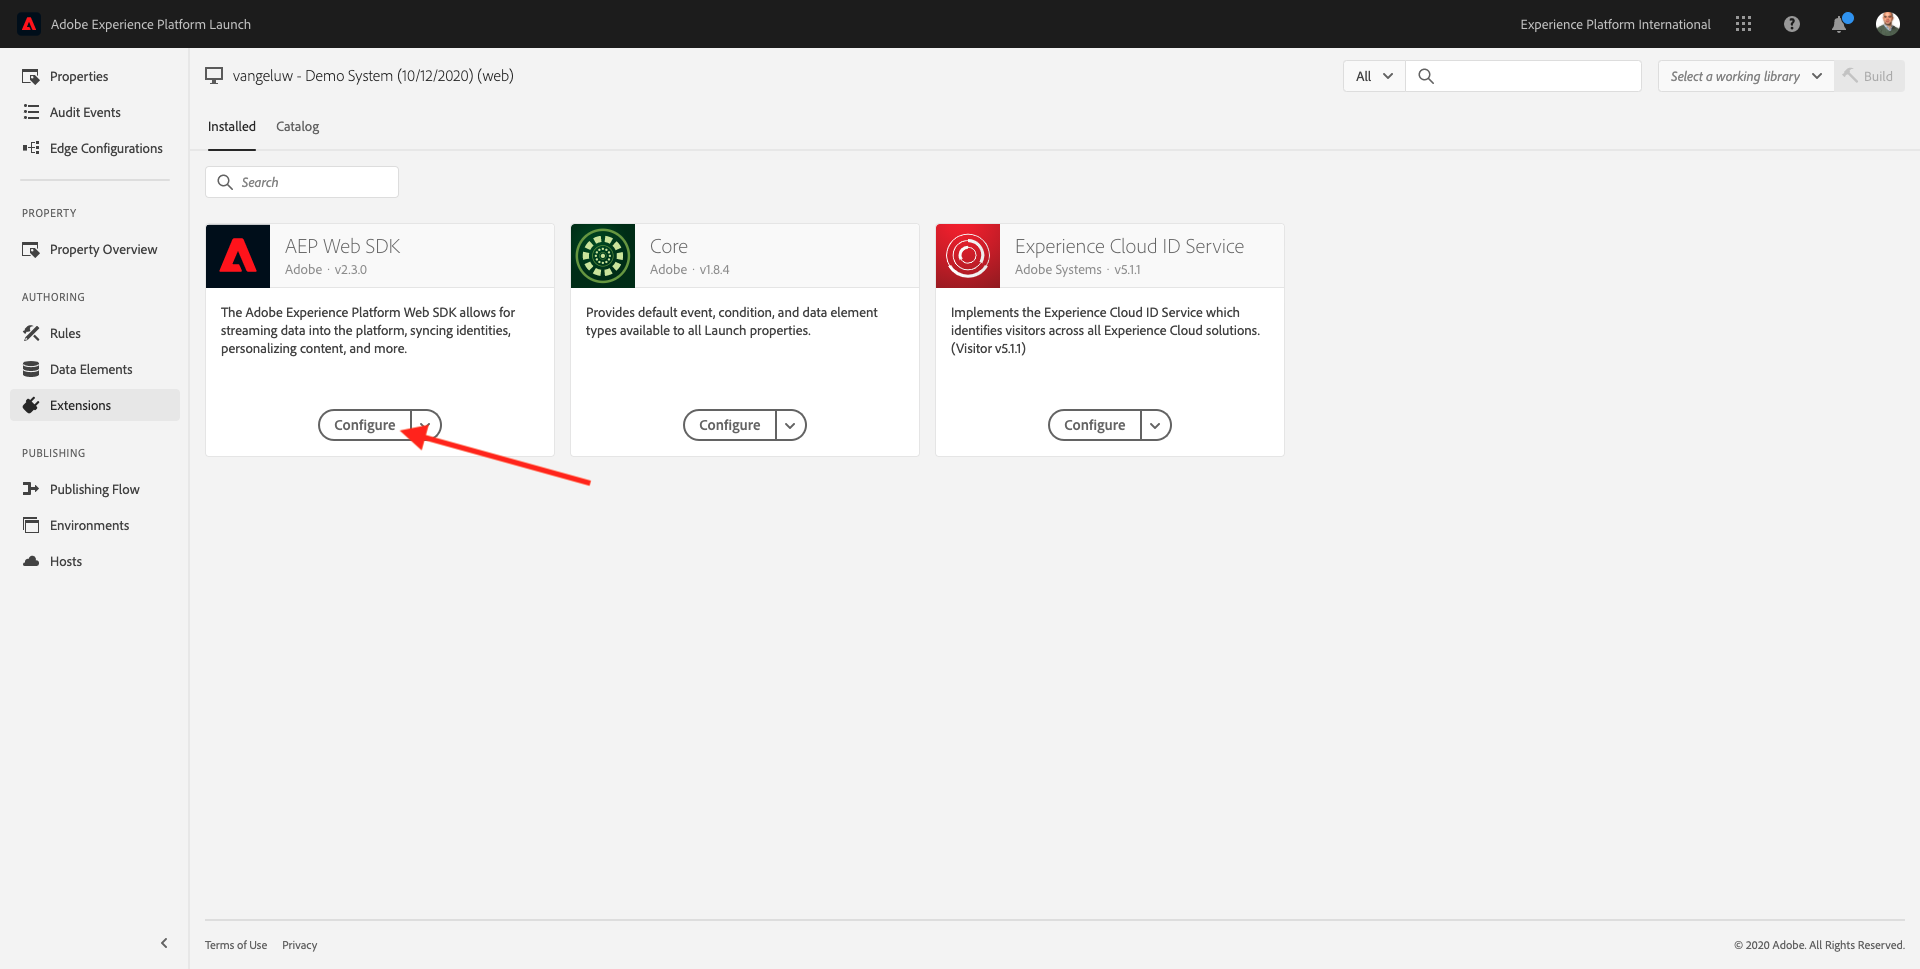 Adobe Experience Platform Launch
Experience Platform International
Properties
Audit Events
Edge Configurations
PROPERTY
Property Overview
AUTHORING
Rules
Data Elements
Extensions
PUBLISHING
Publishing Flow
Environments
Hosts
vangeluw - Demo System (10/12/2020) (web)
All
Select a working library
Build
Installed
Catalog
Search
AEP Web SDK
Adobe · v2.3.0
The Adobe Experience Platform Web SDK allows for
streaming data into the platform, syncing identities,
personalizing content, and more.
Configure
Core
Adobe · v1.8.4
Provides default event, condition, and data element
types available to all Launch properties.
Configure
Experience Cloud ID Service
Adobe Systems · v5.1.1
Implements the Experience Cloud ID Service which
identifies visitors across all Experience Cloud solutions.
(Visitor v5.1.1)
Configure
Terms of Use
Privacy
© 2020 Adobe. All Rights Reserved.